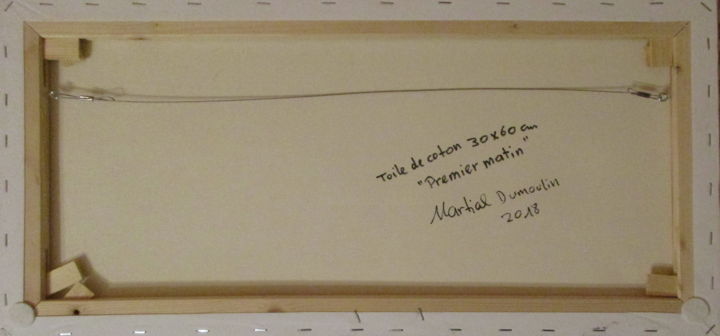 Toile de coton 30x60 cm
"Premier matin"
Martial Dumoulin
2018